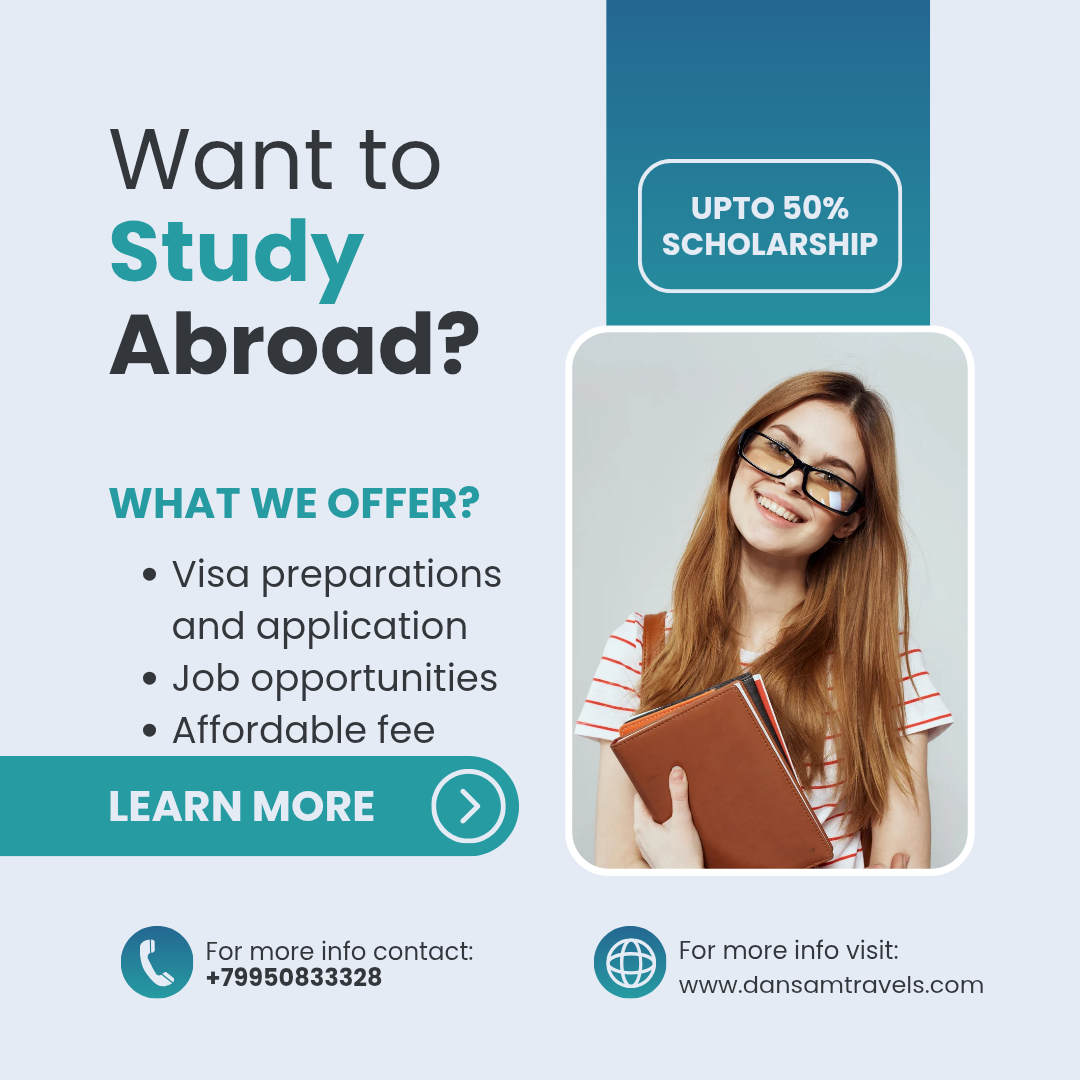 Want to
Study
Abroad?
UPTO 50%
SCHOLARSHIP
WHAT WE OFFER?
• Visa preparations
and application
• Job opportunities
• Affordable fee
LEARN MORE
For more info contact:
+79950833328
For more info visit:
www.dansamtravels.com